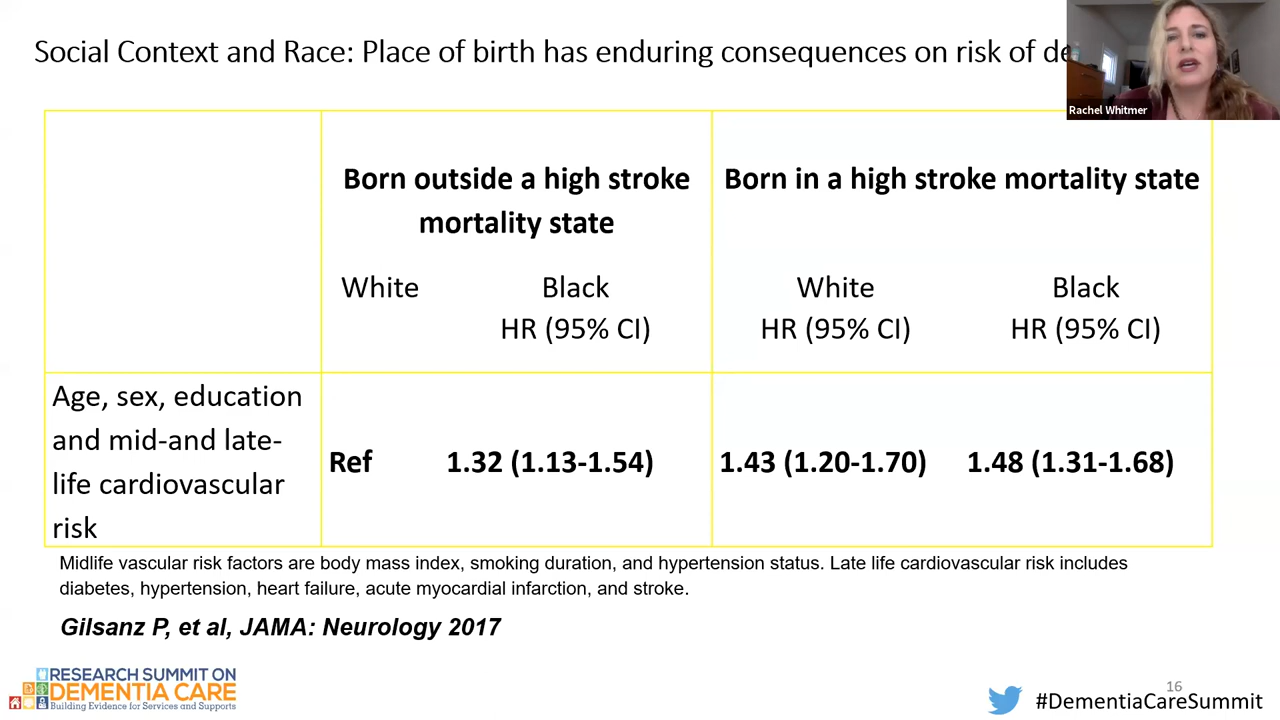 Social Context and Race: Place of birth has enduring consequences on risk of
Rachel Whitmer
Born outside a high stroke
mortality state
Born in a high stroke mortality state
White
Black
HR (95% CI)
White
HR (95% CI)
Black
HR (95% CI)
Age, sex, education
and mid-and late-
life cardiovascular
risk
Ref
1.32 (1.13-1.54)
1.43 (1.20-1.70)
1.48 (1.31-1.68)
Midlife vascular risk factors are body mass index, smoking duration, and hypertension status. Late life cardiovascular risk includes
diabetes, hypertension, heart failure, acute myocardial infarction, and stroke.
Gilsanz P, et al, JAMA: Neurology 2017
RESEARCH SUMMIT ON
DEMENTIA CARE
Building Evidence for Services and Supports
16
#DementiaCareSummit